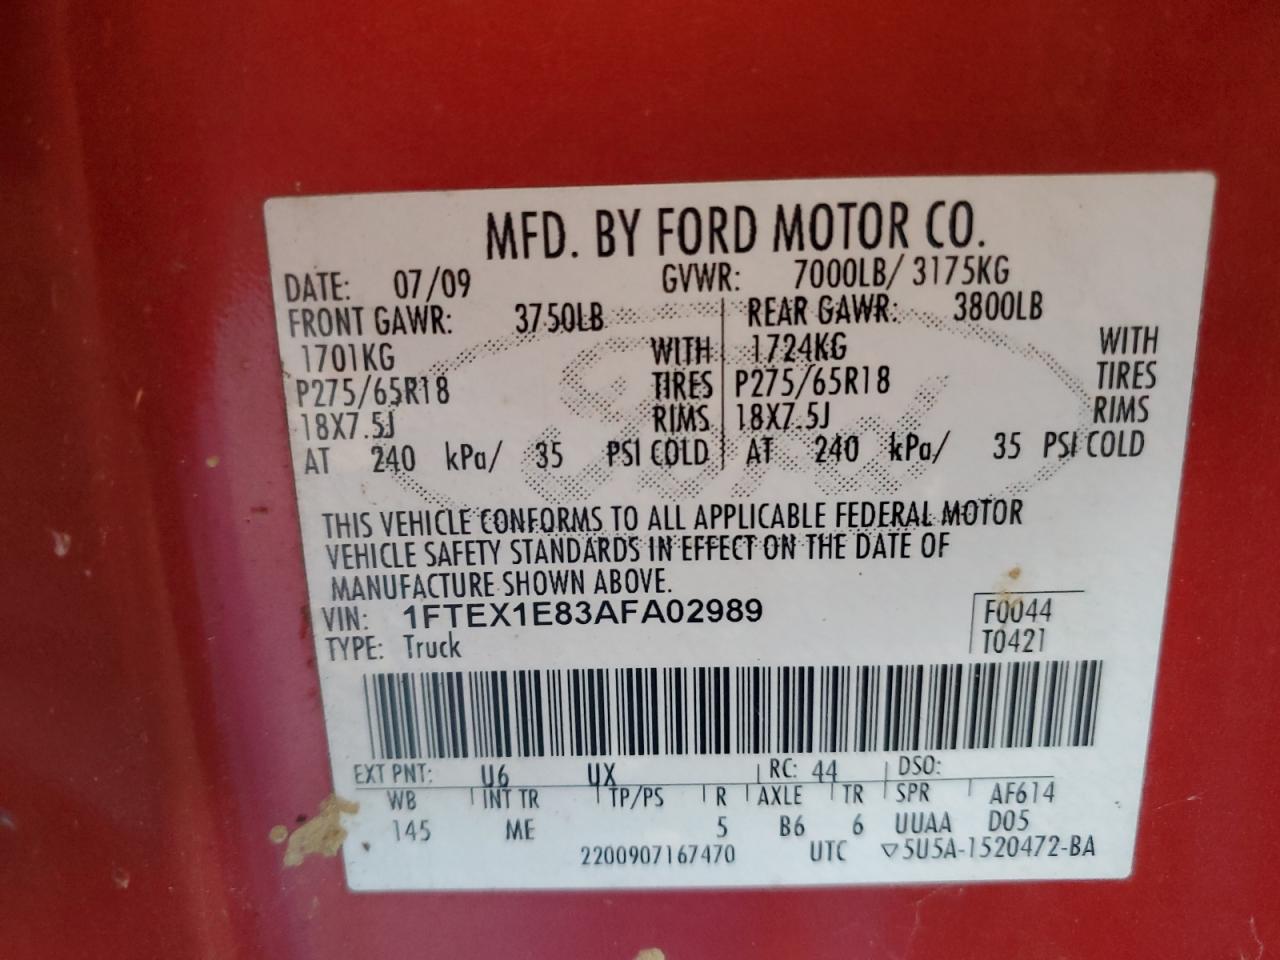 MFD. BY FORD MOTOR CO.
DATE: 07/09 GVWR: 7000LB/ 3175KG
FRONT GAWR: 3750LB REAR GAWR: 3800LB
1701KG WITH 1724KG WITH
P275/65R18 TIRES P275/65R18 TIRES
18X7.5J RIMS 18X7.5J RIMS
AT 240 kPa/ 35 PSI COLD AT 240 kPa/ 35 PSI COLD
THIS VEHICLE CONFORMS TO ALL APPLICABLE FEDERAL MOTOR
VEHICLE SAFETY STANDARDS IN EFFECT ON THE DATE OF
MANUFACTURE SHOWN ABOVE.
VIN: 1FTEX1E83AFA02989 F0044
TYPE: Truck T0421
EXT PNT: U6 UX RC: 44 DSO:
WB INT TR TP/PS R AXLE TR SPR AF614
145 ME 5 B6 6 UUAA D05
2200907167470 UTC ▽5U5A-1520472-BA